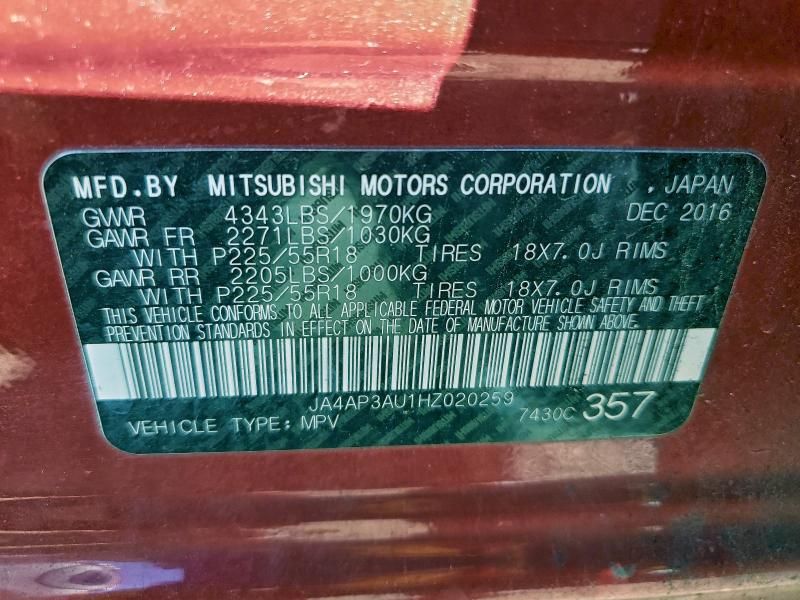 MFD.BY MITSUBISHI MOTORS CORPORATION , JAPAN
GVWR 4343LBS/1970KG DEC 2016
GAWR FR 2271LBS/1030KG
WITH P225/55R18 TIRES 18X7.0J RIMS
GAWR RR 2205LBS/1000KG
WITH P225/55R18 TIRES 18X7.0J RIMS
THIS VEHICLE CONFORMS TO ALL APPLICABLE FEDERAL MOTOR VEHICLE SAFETY AND THEFT
PREVENTION STANDARDS IN EFFECT ON THE DATE OF MANUFACTURE SHOWN ABOVE.
JA4AP3AU1HZ020259
VEHICLE TYPE: MPV 7430C 357